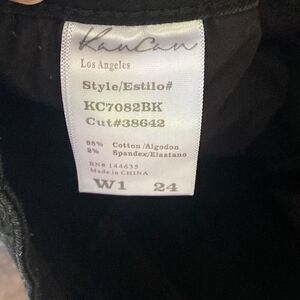 KanCan
Los Angeles
Style/Estilo#
KC7082BK
Cut#38642
98% Cotton/Algodon
2% Spandex/Elastano
RN# 144635
Made in CHINA
W1 24